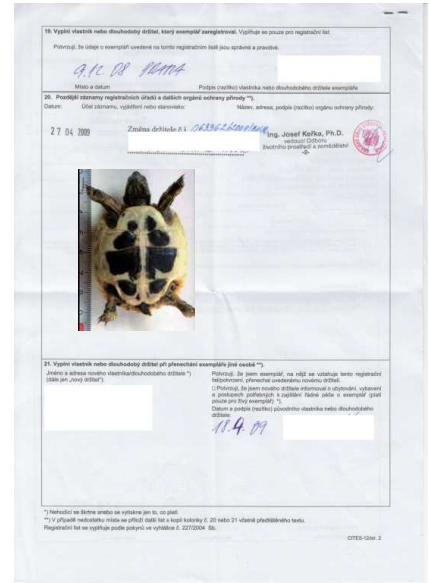 19. Vyplní vlastník nebo dlouhodobý držitel, který exemplář zaregistroval. Vyplňuje se pouze pro registrační list.
Potvrzuji, že údaje o exempláři uvedené na tomto registračním listě jsou správné a pravdivé.
9.12.08 PRAHA
Místo a datum
Podpis (razítko) vlastníka nebo dlouhodobého držitele exempláře
20. Pozdější záznamy registračních úřadů a dalších orgánů ochrany přírody **).
Datum: Účel záznamu, vyjádření nebo stanovisko: Název, adresa, podpis (razítko) orgánu ochrany přírody:
27 04 2009
Změna držitele č.j.
Ing. Josef Kořka, Ph.D.
vedoucí Odboru
životního prostředí a zemědělství
21. Vyplní vlastník nebo dlouhodobý držitel při přenechání exempláře jiné osobě **).
Jméno a adresa nového vlastníka/dlouhodobého držitele *)
(dále jen „nový držitel“):
Potvrzuji, že jsem exemplář, na nějž se vztahuje tento registrační list/potvrzení, přenechal uvedenému novému držiteli.
□ Potvrzuji, že jsem nového držitele informoval o ubytování, vybavení a postupech potřebných k zajištění řádné péče o exemplář (platí pouze pro živý exemplář) *).
Datum a podpis (razítko) původního vlastníka nebo dlouhodobého držitele:
18.4.09
*) Nehodící se škrtne anebo se vytiskne jen to, co platí.
**) V případě nedostatku místa se přiloží další list s kopií kolonky č. 20 nebo 21 včetně předtištěného textu.
Registrační list se vyplňuje podle pokynů ve vyhlášce č. 227/2004 Sb.
CITES-12/str. 2